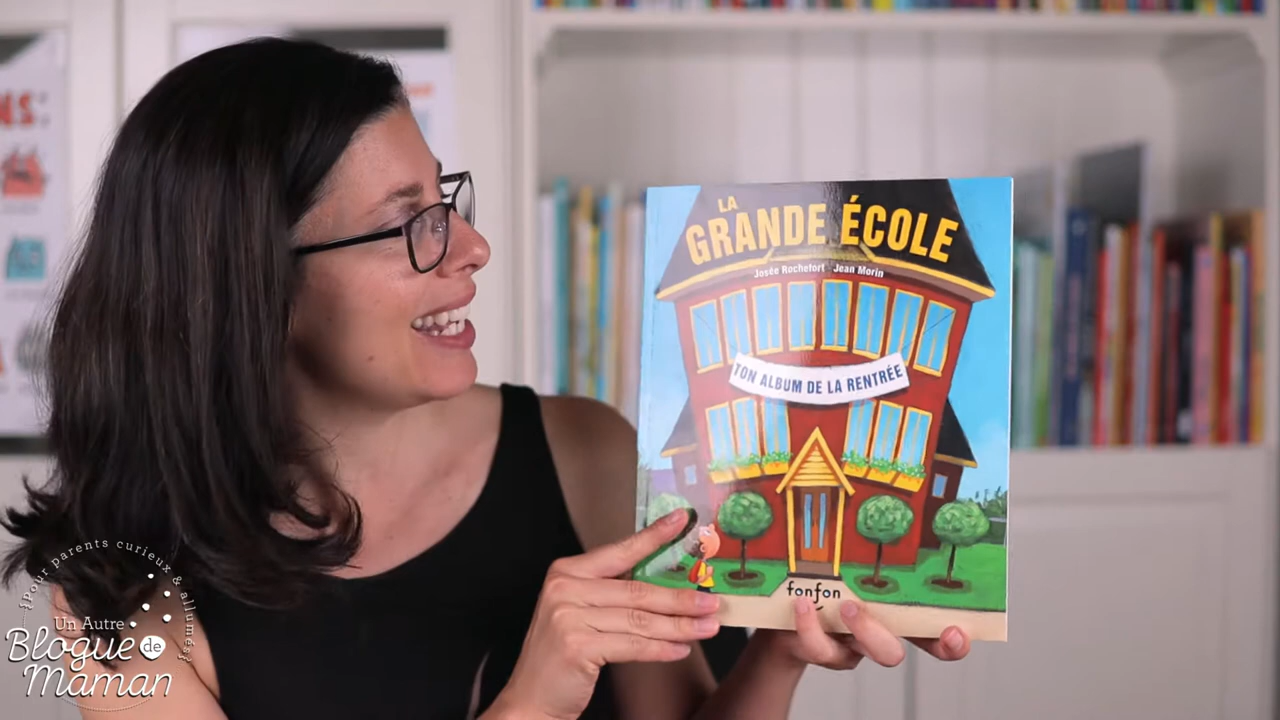 NS:
LA
GRANDE ÉCOLE
Josée Rochefort Jean Morin
TON ALBUM DE LA RENTRÉE
fonfon
{Pour parents curieux & allumés}
Un Autre
Blogue de
Maman